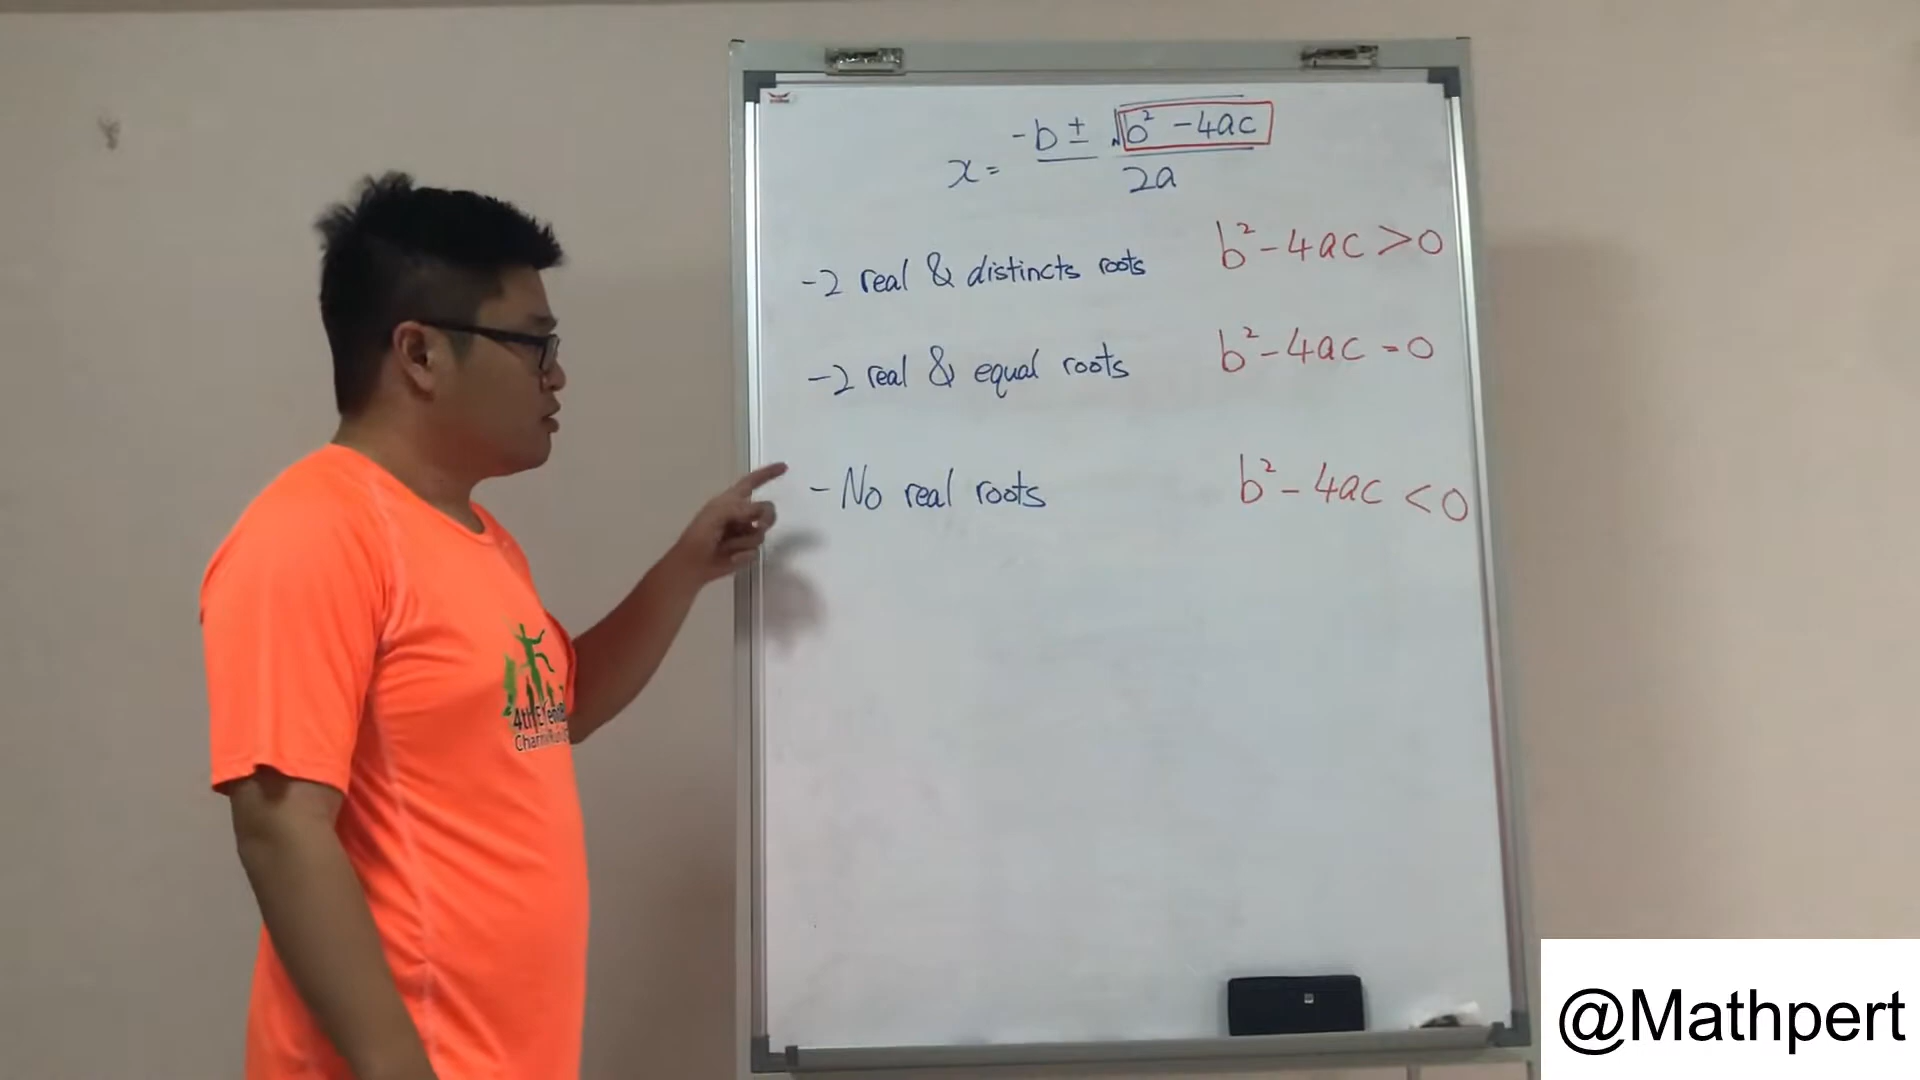 x = -b ± √b² - 4ac
2a
- 2 real & distincts roots b² - 4ac > 0
- 2 real & equal roots b² - 4ac = 0
- No real roots b² - 4ac < 0
4th
@Mathpert